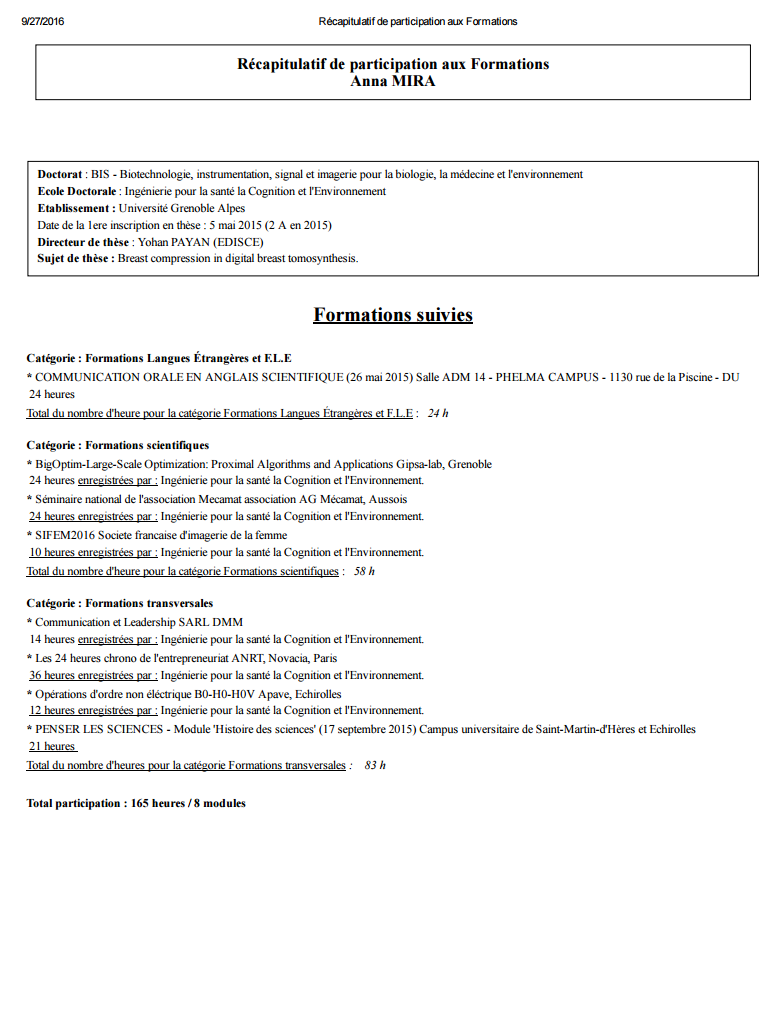 9/27/2016 Récapitulatif de participation aux Formations
Récapitulatif de participation aux Formations
Anna MIRA
Doctorat : BIS - Biotechnologie, instrumentation, signal et imagerie pour la biologie, la médecine et l'environnement
Ecole Doctorale : Ingénierie pour la santé la Cognition et l'Environnement
Etablissement : Université Grenoble Alpes
Date de la 1ere inscription en thèse : 5 mai 2015 (2 A en 2015)
Directeur de thèse : Yohan PAYAN (EDISCE)
Sujet de thèse : Breast compression in digital breast tomosynthesis.
Formations suivies
Catégorie : Formations Langues Étrangères et F.L.E
* COMMUNICATION ORALE EN ANGLAIS SCIENTIFIQUE (26 mai 2015) Salle ADM 14 - PHELMA CAMPUS - 1130 rue de la Piscine - DU
24 heures
Total du nombre d'heure pour la catégorie Formations Langues Étrangères et F.L.E : 24 h
Catégorie : Formations scientifiques
* BigOptim-Large-Scale Optimization: Proximal Algorithms and Applications Gipsa-lab, Grenoble
24 heures enregistrées par : Ingénierie pour la santé la Cognition et l'Environnement.
* Séminaire national de l'association Mecamat association AG Mécamat, Aussois
24 heures enregistrées par : Ingénierie pour la santé la Cognition et l'Environnement.
* SIFEM2016 Societe francaise d'imagerie de la femme
10 heures enregistrées par : Ingénierie pour la santé la Cognition et l'Environnement.
Total du nombre d'heure pour la catégorie Formations scientifiques : 58 h
Catégorie : Formations transversales
* Communication et Leadership SARL DMM
14 heures enregistrées par : Ingénierie pour la santé la Cognition et l'Environnement.
* Les 24 heures chrono de l'entrepreneuriat ANRT, Novacia, Paris
36 heures enregistrées par : Ingénierie pour la santé la Cognition et l'Environnement.
* Opérations d'ordre non éléctrique B0-H0-H0V Apave, Echirolles
12 heures enregistrées par : Ingénierie pour la santé la Cognition et l'Environnement.
* PENSER LES SCIENCES - Module 'Histoire des sciences' (17 septembre 2015) Campus universitaire de Saint-Martin-d'Hères et Echirolles
21 heures
Total du nombre d'heures pour la catégorie Formations transversales : 83 h
Total participation : 165 heures / 8 modules